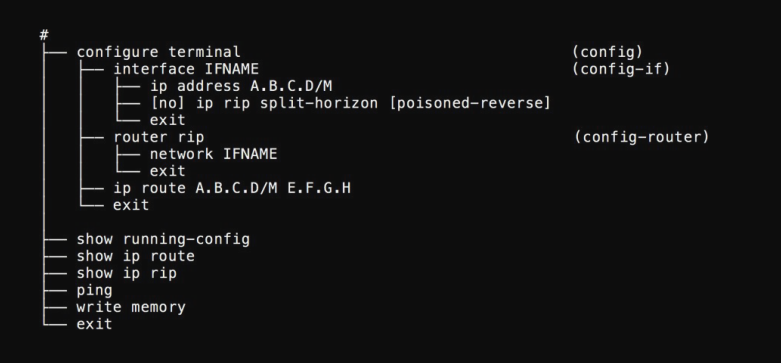 #
├── configure terminal (config)
│   ├── interface IFNAME (config-if)
│   │   ├── ip address A.B.C.D/M
│   │   ├── [no] ip rip split-horizon [poisoned-reverse]
│   │   └── exit
│   ├── router rip (config-router)
│   │   ├── network IFNAME
│   │   └── exit
│   ├── ip route A.B.C.D/M E.F.G.H
│   └── exit
│
├── show running-config
├── show ip route
├── show ip rip
├── ping
├── write memory
└── exit